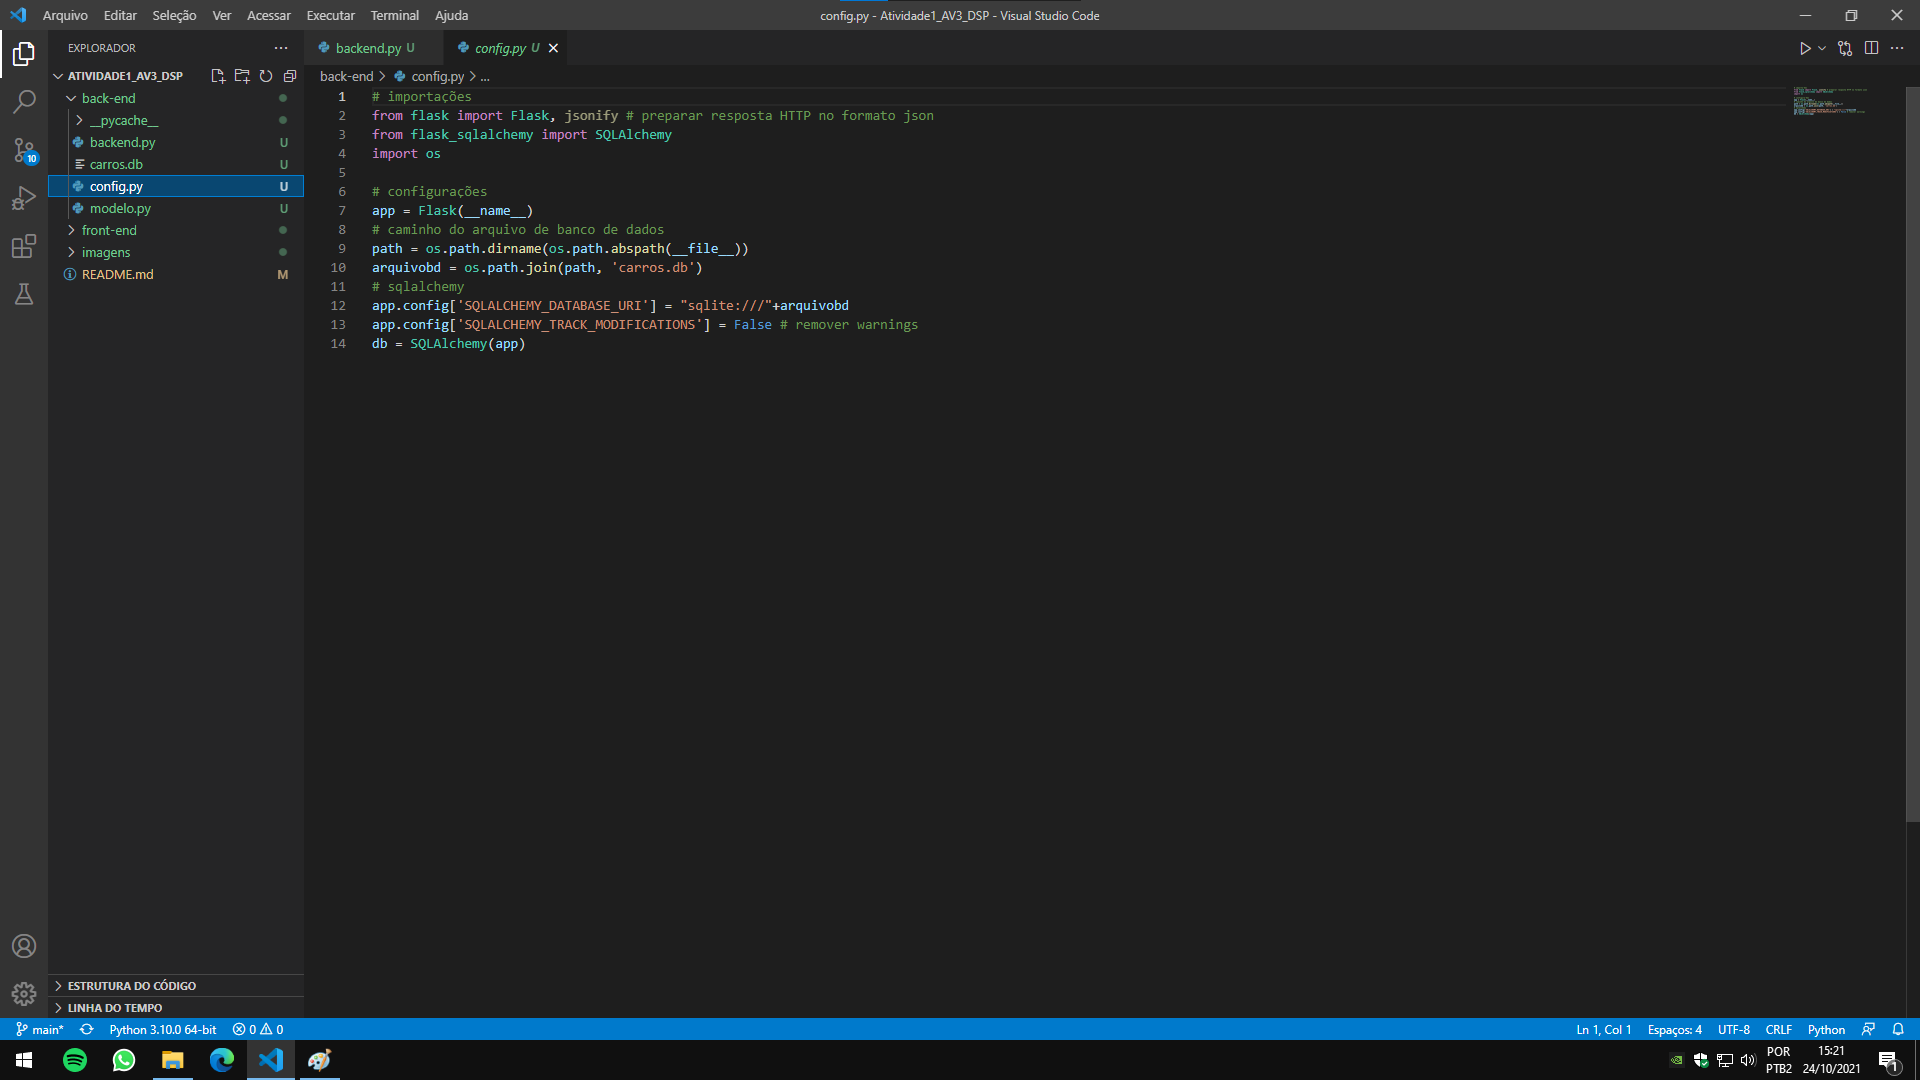 Arquivo Editar Seleção Ver Acessar Executar Terminal Ajuda
config.py - Atividade1_AV3_DSP - Visual Studio Code
EXPLORADOR
ATIVIDADE1_AV3_DSP
back-end
__pycache__
backend.py U
carros.db U
config.py U
modelo.py U
front-end
imagens
README.md M
10
ESTRUTURA DO CÓDIGO
LINHA DO TEMPO
backend.py U
config.py U
back-end > config.py > ...
1 # importações
2 from flask import Flask, jsonify # preparar resposta HTTP no formato json
3 from flask_sqlalchemy import SQLAlchemy
4 import os
5
6 # configurações
7 app = Flask(__name__)
8 # caminho do arquivo de banco de dados
9 path = os.path.dirname(os.path.abspath(__file__))
10 arquivobd = os.path.join(path, 'carros.db')
11 # sqlalchemy
12 app.config['SQLALCHEMY_DATABASE_URI'] = "sqlite:///"+arquivobd
13 app.config['SQLALCHEMY_TRACK_MODIFICATIONS'] = False # remover warnings
14 db = SQLAlchemy(app)
main* Python 3.10.0 64-bit 0 0
Ln 1, Col 1 Espaços: 4 UTF-8 CRLF Python
POR
PTB2
15:21
24/10/2021
1